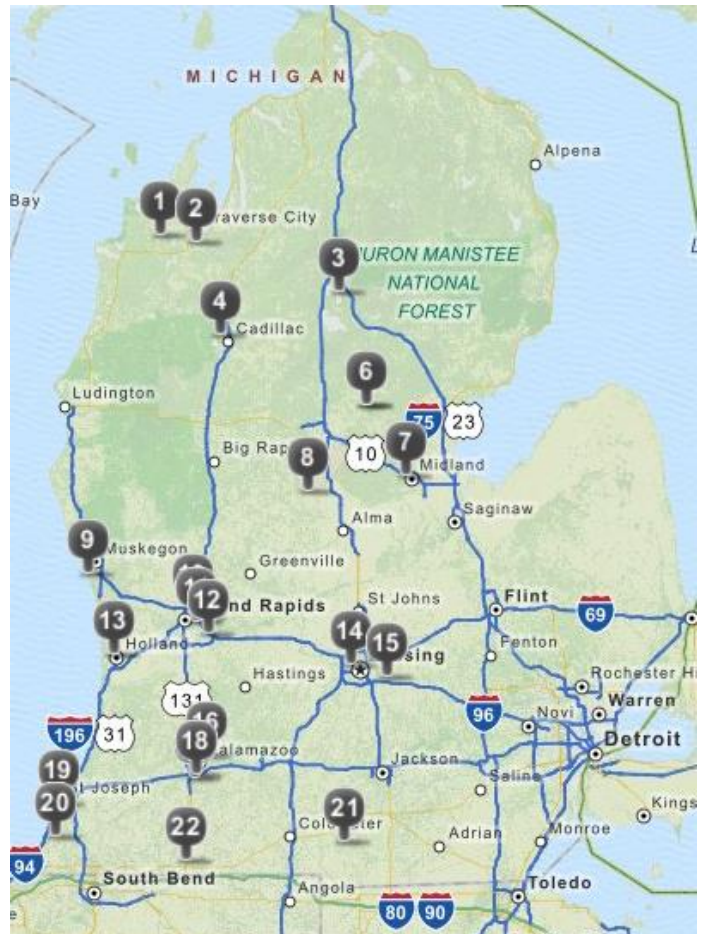 MICHIGAN
Alpena
Bay
1
2
raverse City
3
URON MANISTEE
NATIONAL
FOREST
4
Cadillac
6
Ludington
75
23
7
10
Midland
Big Rap
8
Alma
Saginaw
9
Muskegon
Greenville
12
nd Rapids
St Johns
Flint
69
13
Holland
14
15
sing
Fenton
Hastings
Rochester Hi
131
Warren
96
Novi
196
31
16
18
alamazoo
Detroit
Jackson
19
Saline
Joseph
20
21
Kings
22
Adrian
Monroe
94
South Bend
Angola
Toledo
80
90